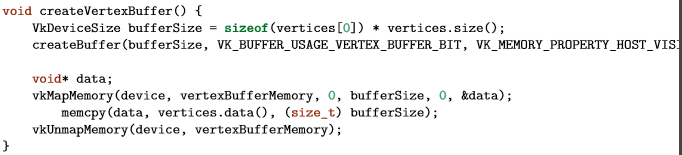 void createVertexBuffer() {
    VkDeviceSize bufferSize = sizeof(vertices[0]) * vertices.size();
    createBuffer(bufferSize, VK_BUFFER_USAGE_VERTEX_BUFFER_BIT, VK_MEMORY_PROPERTY_HOST_VISI

    void* data;
    vkMapMemory(device, vertexBufferMemory, 0, bufferSize, 0, &data);
        memcpy(data, vertices.data(), (size_t) bufferSize);
    vkUnmapMemory(device, vertexBufferMemory);
}